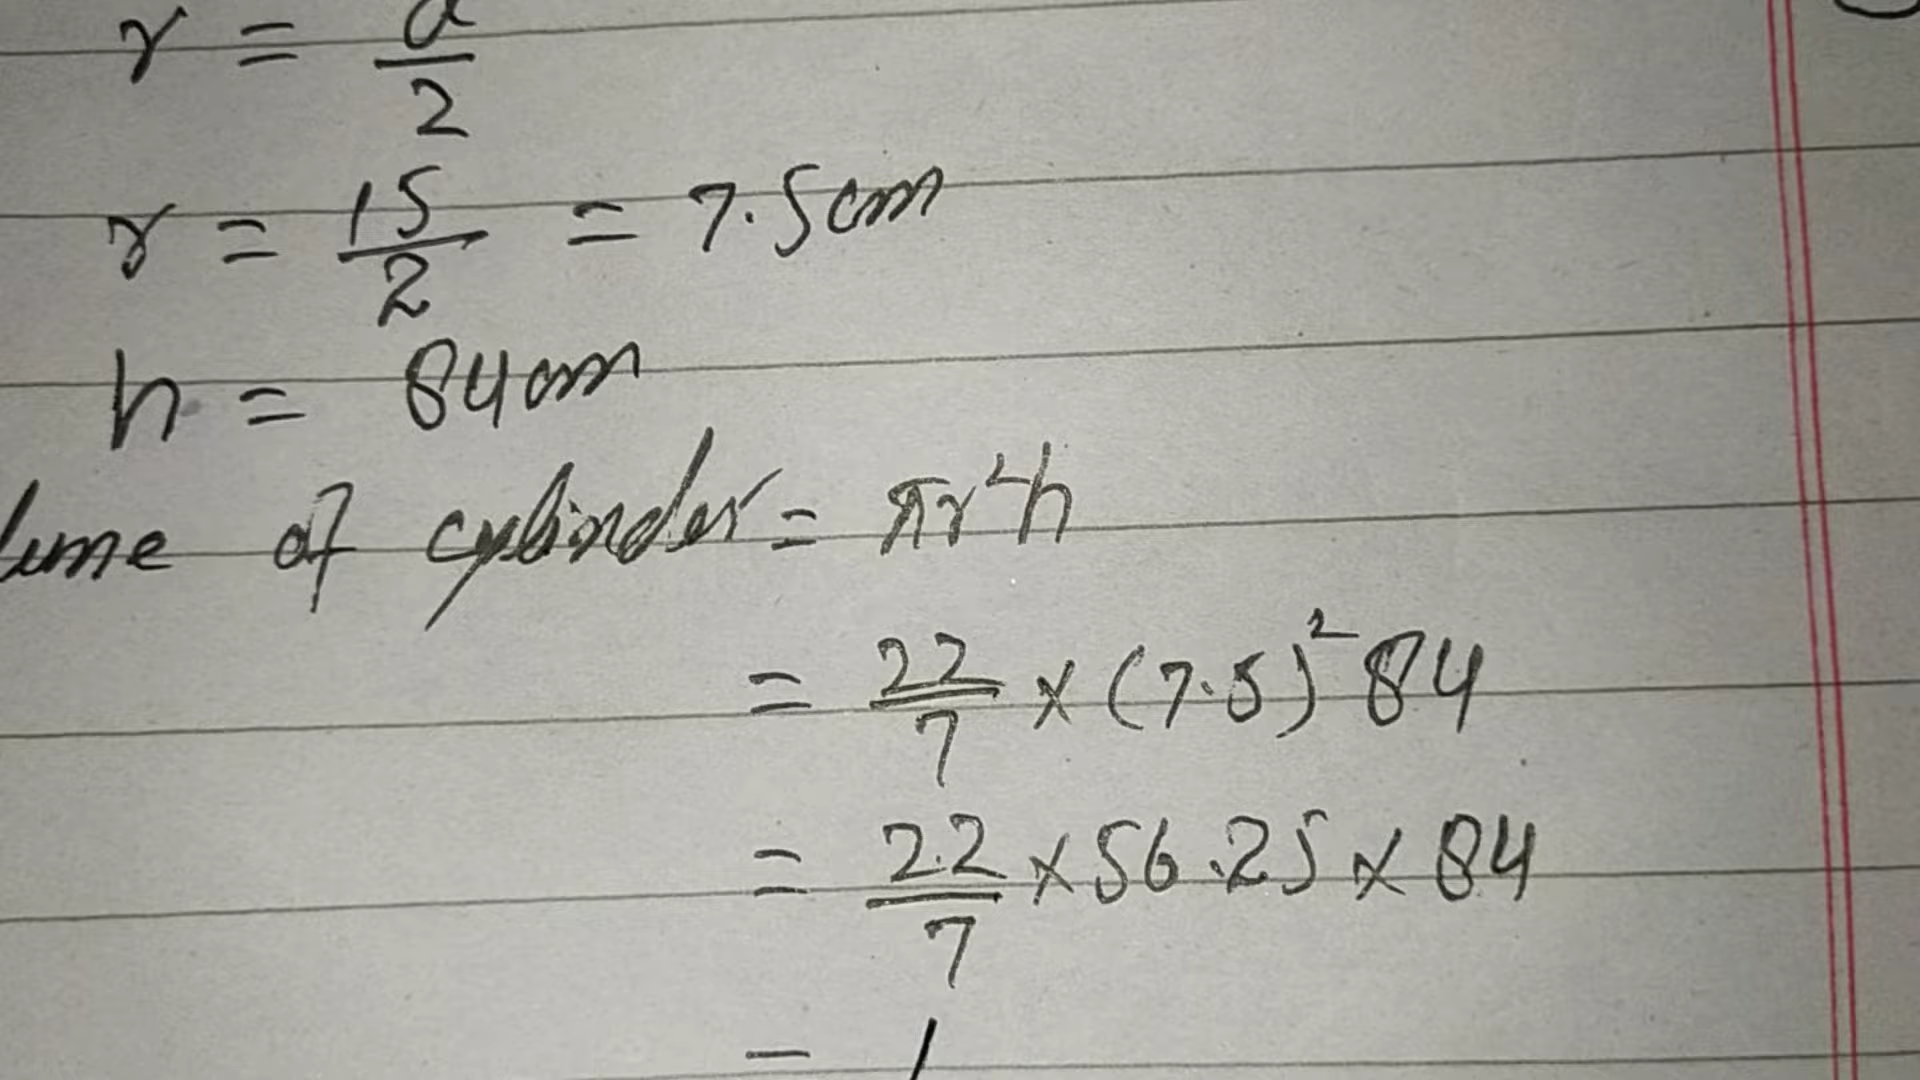 r = d/2
r = 15/2 = 7.5cm
h = 84cm
lume of cylinder = πr²h
= 22/7 × (7.5)² 84
= 22/7 × 56.25 × 84